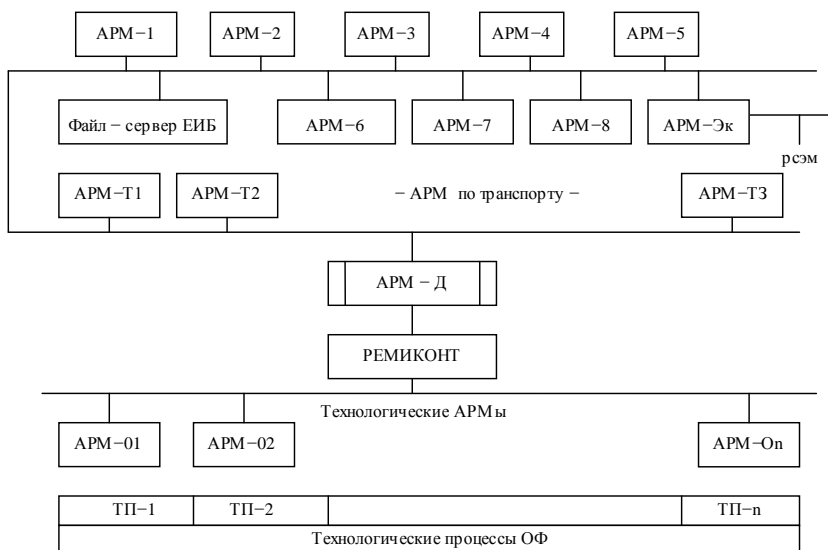 АРМ−1 АРМ−2 АРМ−3 АРМ−4 АРМ−5
Файл − сервер ЕИБ АРМ−6 АРМ−7 АРМ−8 АРМ−Эк
рсэм
АРМ−Т1 АРМ−Т2 − АРМ по транспорту − АРМ−ТЗ
АРМ − Д
РЕМИКОНТ
Технологические АРМы
АРМ−01 АРМ−02 АРМ−Оn
ТП−1 ТП−2 ТП−n
Технологические процессы ОФ